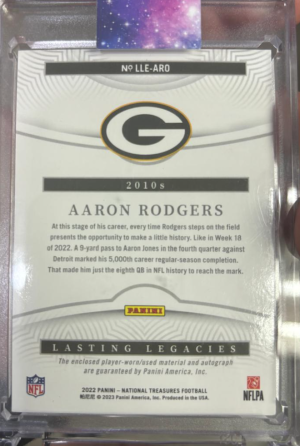 No LLE-ARO
G
2010s
AARON RODGERS
At this stage of his career, every time Rodgers steps on the field
presents the opportunity to make a little history. Like in Week 18
of 2022. A 9-yard pass to Aaron Jones in the fourth quarter against
Detroit marked his 5,000th career regular-season completion.
That made him just the eighth QB in NFL history to reach the mark.
PANINI
LASTING LEGACIES
The enclosed player-worn/used material and autograph
are guaranteed by Panini America, Inc.
NFL
2022 PANINI – NATIONAL TREASURES FOOTBALL
© 2023 Panini America, Inc. Produced in the USA.
NFLPA